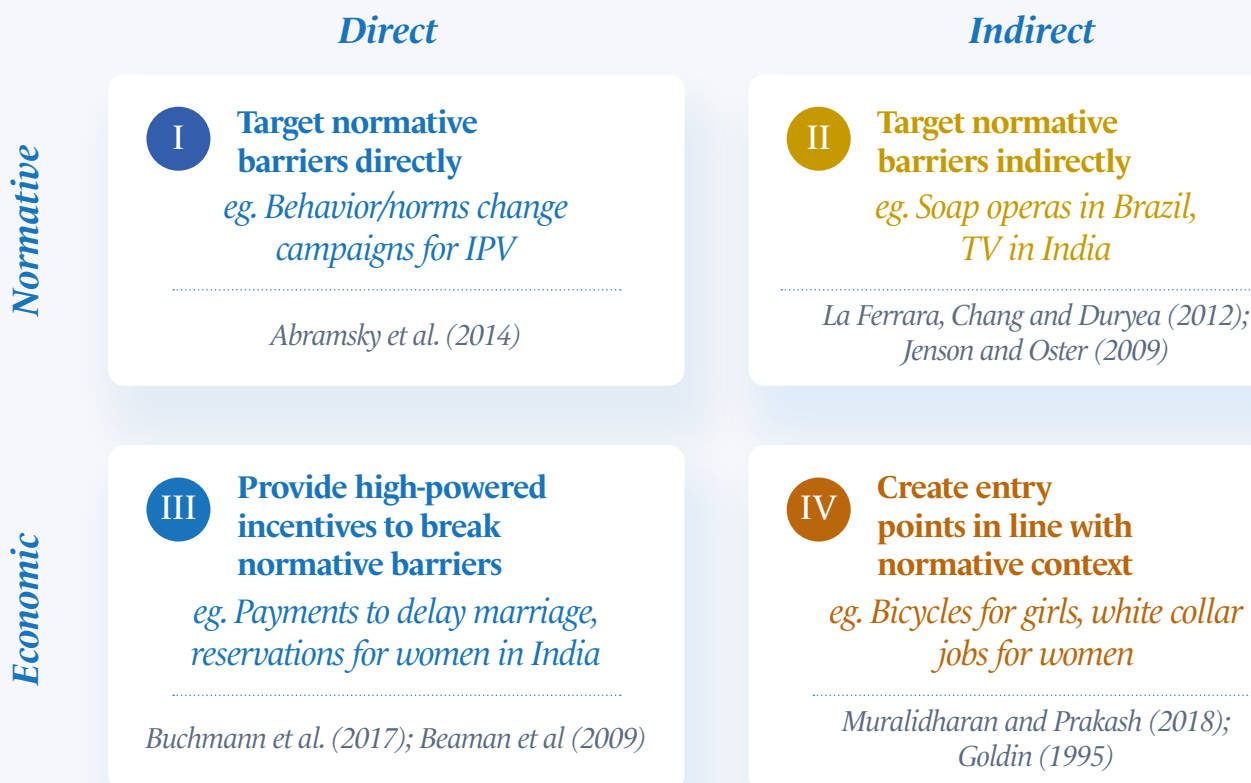 Direct
Indirect
Normative
I
Target normative
barriers directly
eg. Behavior/norms change
campaigns for IPV
Abramsky et al. (2014)
II
Target normative
barriers indirectly
eg. Soap operas in Brazil,
TV in India
La Ferrara, Chang and Duryea (2012);
Jenson and Oster (2009)
Economic
III
Provide high-powered
incentives to break
normative barriers
eg. Payments to delay marriage,
reservations for women in India
Buchmann et al. (2017); Beaman et al (2009)
IV
Create entry
points in line with
normative context
eg. Bicycles for girls, white collar
jobs for women
Muralidharan and Prakash (2018);
Goldin (1995)